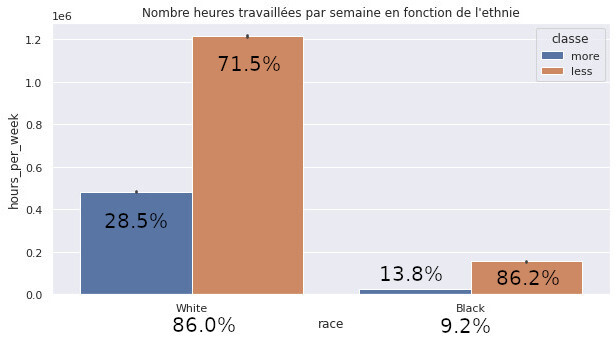 Nombre heures travaillées par semaine en fonction de l'ethnie
1e6
classe
more
less
1.2
1.0
0.8
0.6
0.4
0.2
0.0
hours_per_week
71.5%
28.5%
13.8%
86.2%
White
Black
86.0%
race
9.2%